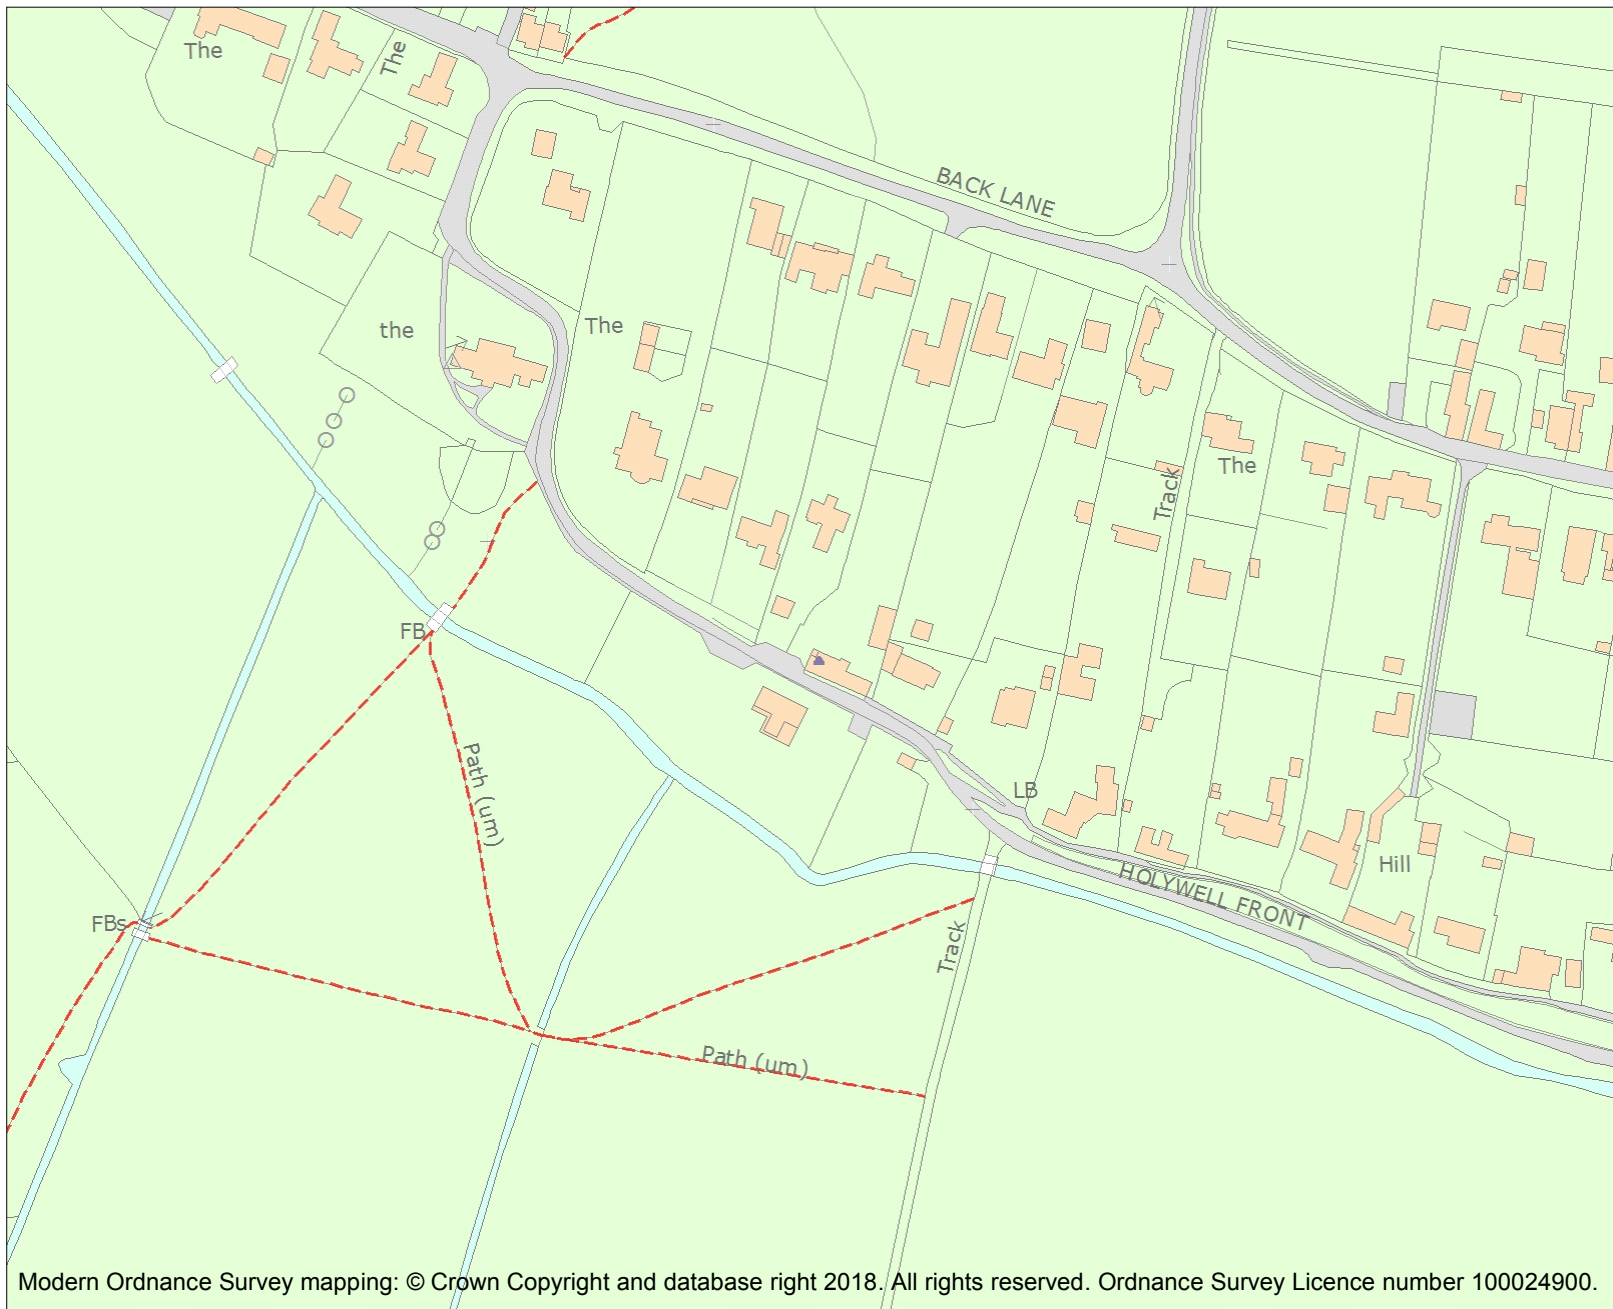 The
The
BACK LANE
the
The
The
Track
FB
Path (um)
LB
Hill
HOLYWELL FRONT
FBs
Track
Path (um)
Modern Ordnance Survey mapping: © Crown Copyright and database right 2018. All rights reserved. Ordnance Survey Licence number 100024900.